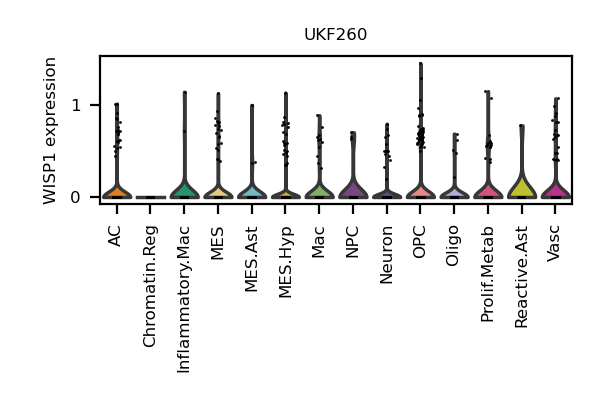 UKF260
WISP1 expression
1
0
AC
Chromatin.Reg
Inflammatory.Mac
MES
MES.Ast
MES.Hyp
Mac
NPC
Neuron
OPC
Oligo
Prolif.Metab
Reactive.Ast
Vasc